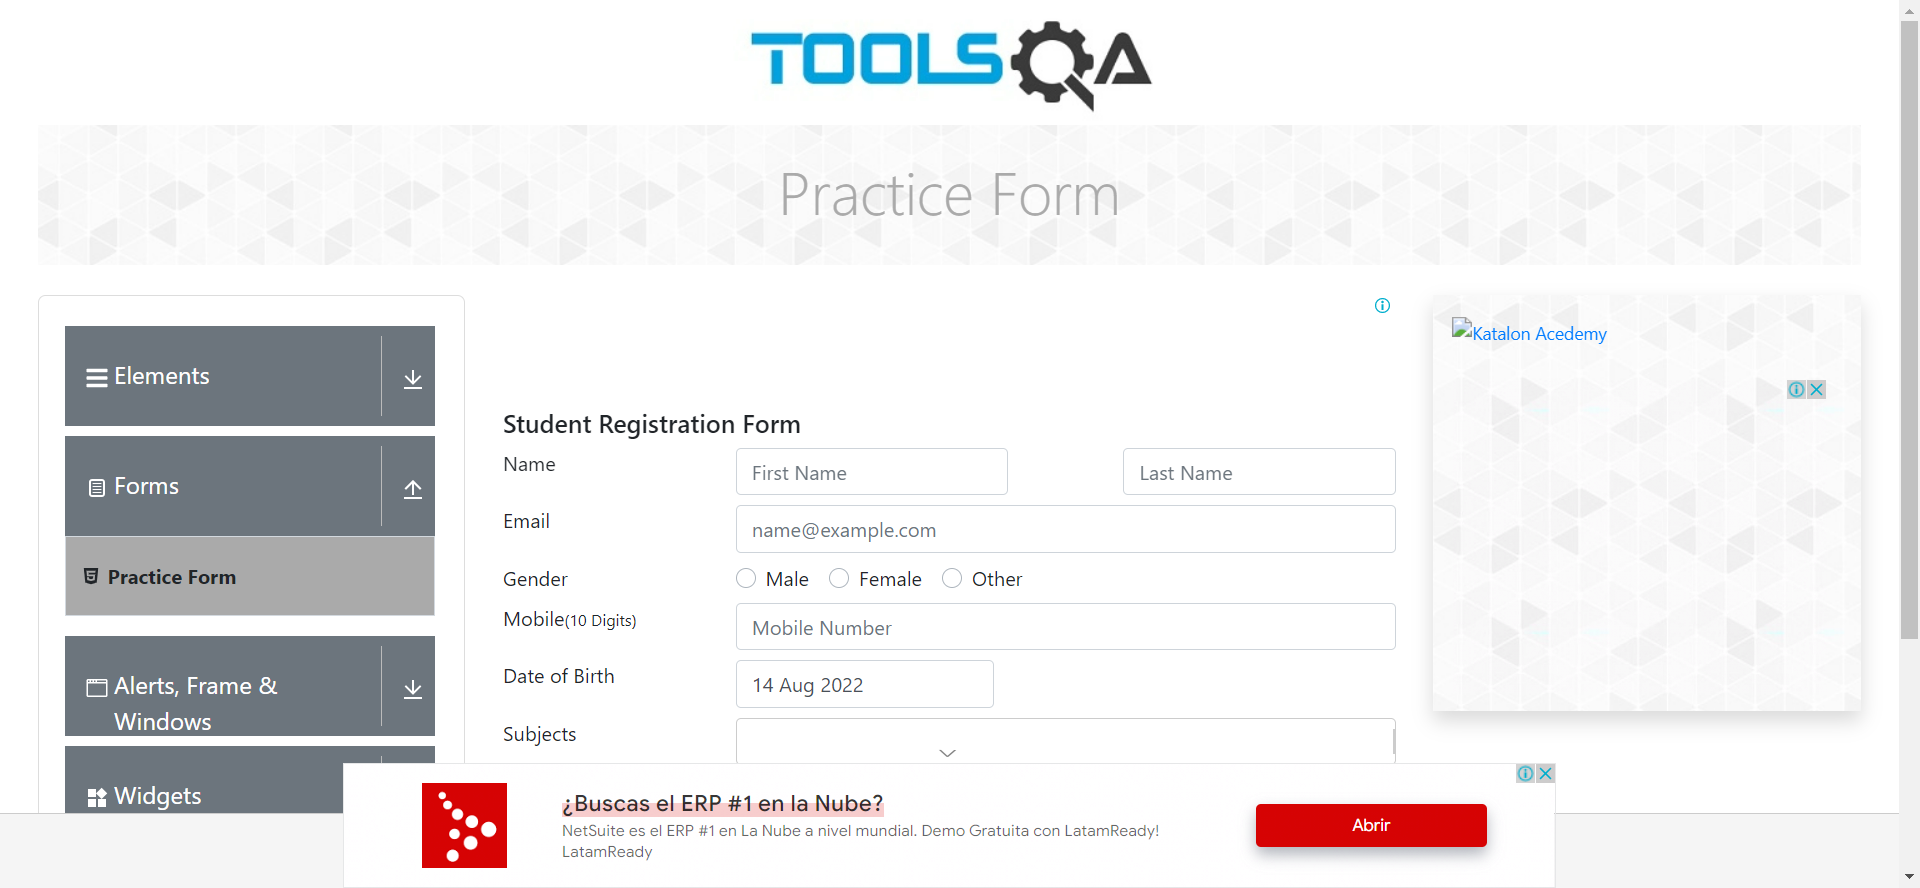 TOOLSQA
Practice Form
Elements
Forms
Practice Form
Alerts, Frame &
Windows
Widgets
Student Registration Form
Name
First Name
Last Name
Email
name@example.com
Gender
Male
Female
Other
Mobile(10 Digits)
Mobile Number
Date of Birth
14 Aug 2022
Subjects
Katalon Acedemy
¿Buscas el ERP #1 en la Nube?
NetSuite es el ERP #1 en La Nube a nivel mundial. Demo Gratuita con LatamReady!
LatamReady
Abrir